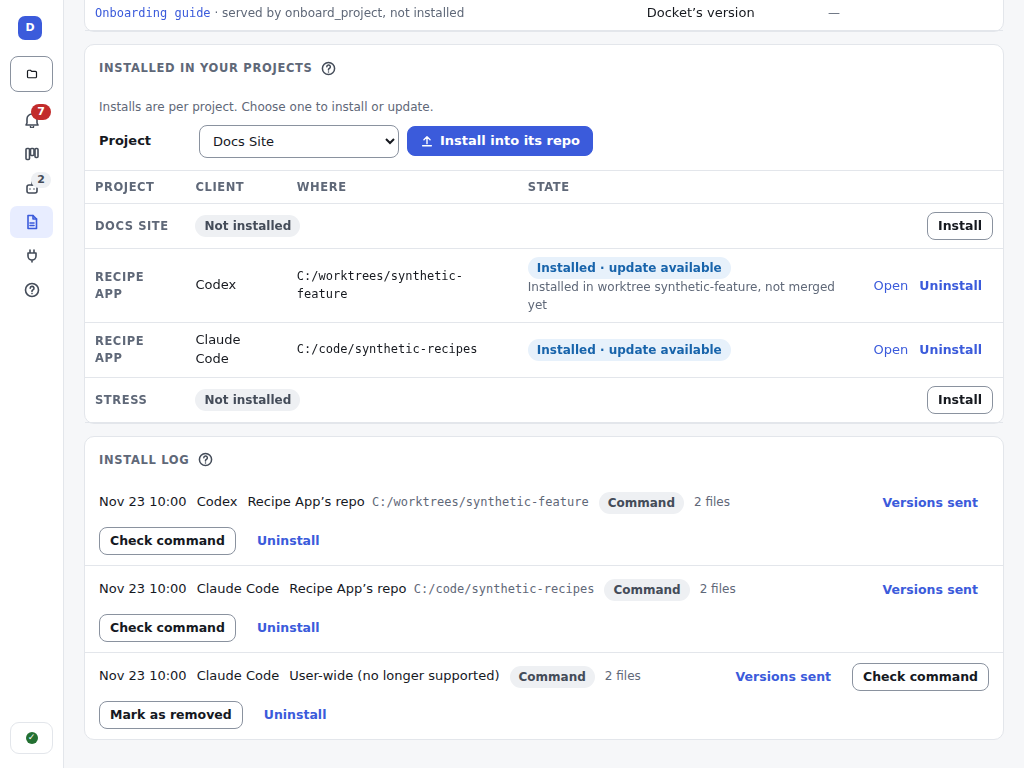 D
Onboarding guide · served by onboard_project, not installed Docket’s version —
INSTALLED IN YOUR PROJECTS
7
2
Installs are per project. Choose one to install or update.
Project Docs Site Install into its repo
PROJECT CLIENT WHERE STATE
DOCS SITE Not installed Install
RECIPE APP Codex C:/worktrees/synthetic-feature Installed · update available
Installed in worktree synthetic-feature, not merged yet Open Uninstall
RECIPE APP Claude Code C:/code/synthetic-recipes Installed · update available Open Uninstall
STRESS Not installed Install
INSTALL LOG
Nov 23 10:00 Codex Recipe App’s repo C:/worktrees/synthetic-feature Command 2 files Versions sent
Check command Uninstall
Nov 23 10:00 Claude Code Recipe App’s repo C:/code/synthetic-recipes Command 2 files Versions sent
Check command Uninstall
Nov 23 10:00 Claude Code User-wide (no longer supported) Command 2 files Versions sent Check command
Mark as removed Uninstall